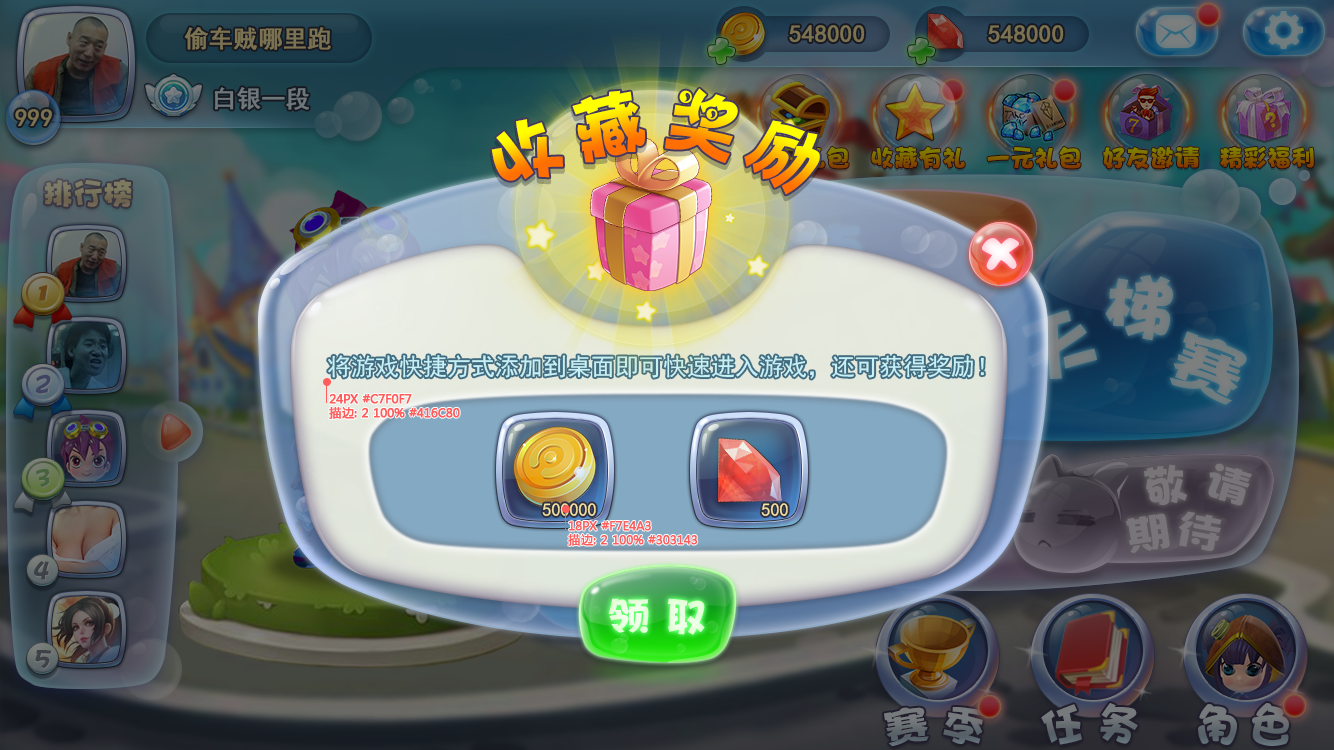 偷车贼哪里跑
548000
548000
999
白银一段
收藏奖励
包
收藏有礼
一元礼包
7
好友邀请
?
精彩福利
排行榜
1
2
3
4
5
梯赛
将游戏快捷方式添加到桌面即可快速进入游戏，还可获得奖励！
24PX #C7F0F7
描边: 2 100% #416C80
500000
500
18PX #F7E4A3
描边: 2 100% #303143
敬请
期待
领取
赛季
任务
角色